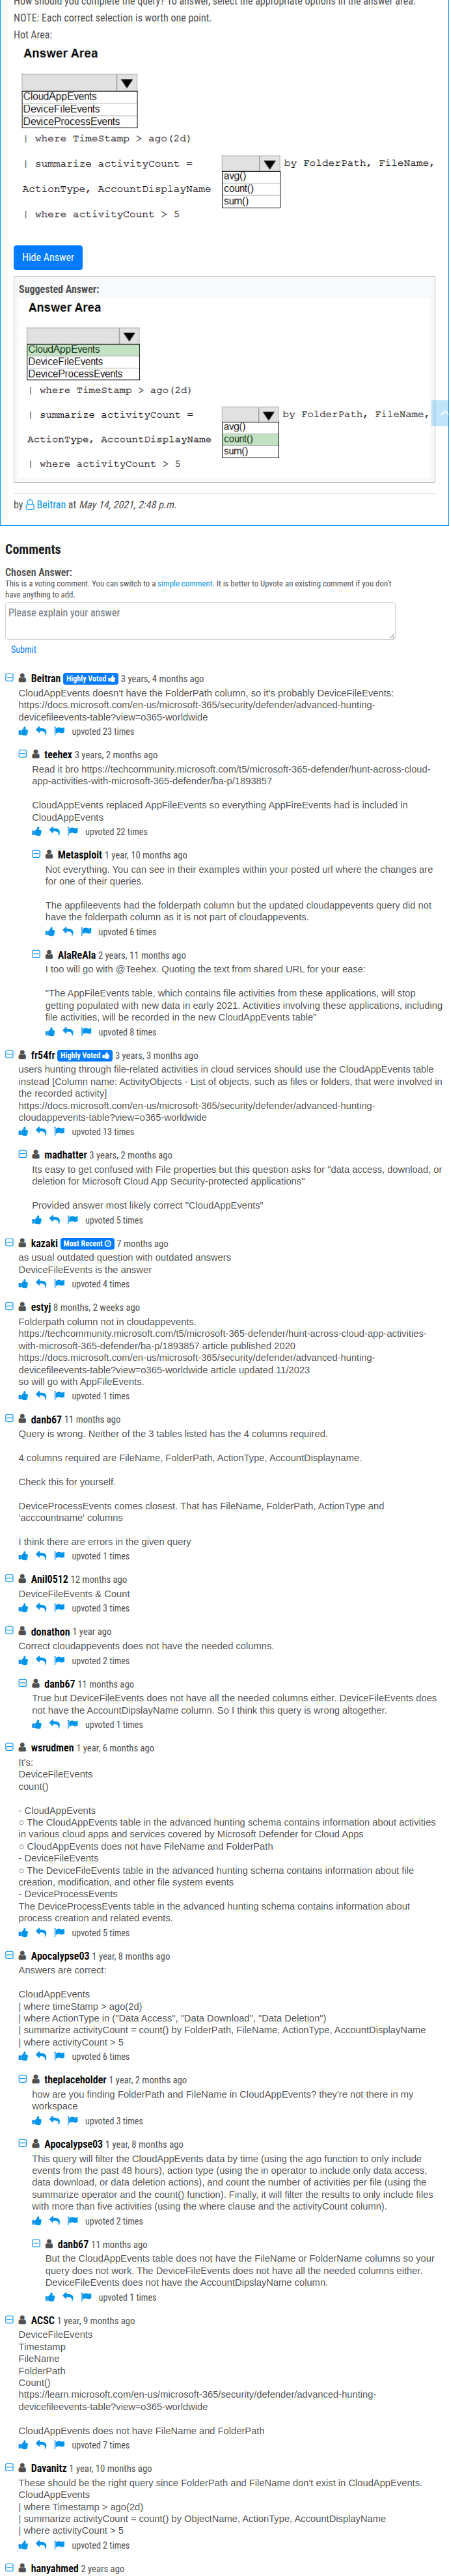 How should you complete the query? To answer, select the appropriate options in the answer area.
NOTE: Each correct selection is worth one point.
Hot Area:
Answer Area
CloudAppEvents
DeviceFileEvents
DeviceProcessEvents
| where TimeStamp > ago(2d)
| summarize activityCount =
by FolderPath, FileName,
avg()
ActionType, AccountDisplayName
count()
sum()
| where activityCount > 5
Hide Answer
Suggested Answer:
Answer Area
CloudAppEvents
DeviceFileEvents
DeviceProcessEvents
| where TimeStamp > ago(2d)
| summarize activityCount =
by FolderPath, FileName,
avg()
ActionType, AccountDisplayName
count()
sum()
| where activityCount > 5
by Beitran at May 14, 2021, 2:48 p.m.
Comments
Chosen Answer:
This is a voting comment. You can switch to a simple comment. It is better to Upvote an existing comment if you don't
have anything to add.
Please explain your answer
Submit
Beitran Highly Voted 3 years, 4 months ago
CloudAppEvents doesn't have the FolderPath column, so it's probably DeviceFileEvents:
https://docs.microsoft.com/en-us/microsoft-365/security/defender/advanced-hunting-
devicefileevents-table?view=o365-worldwide
upvoted 23 times
teehex 3 years, 2 months ago
Read it bro https://techcommunity.microsoft.com/t5/microsoft-365-defender/hunt-across-cloud-
app-activities-with-microsoft-365-defender/ba-p/1893857
CloudAppEvents replaced AppFileEvents so everything AppFireEvents had is included in
CloudAppEvents
upvoted 22 times
Metasploit 1 year, 10 months ago
Not everything. You can see in their examples within your posted url where the changes are
for one of their queries.
The appfileevents had the folderpath column but the updated cloudappevents query did not
have the folderpath column as it is not part of cloudappevents.
upvoted 6 times
AlaReAla 2 years, 11 months ago
I too will go with @Teehex. Quoting the text from shared URL for your ease:
"The AppFileEvents table, which contains file activities from these applications, will stop
getting populated with new data in early 2021. Activities involving these applications, including
file activities, will be recorded in the new CloudAppEvents table"
upvoted 8 times
fr54fr Highly Voted 3 years, 3 months ago
users hunting through file-related activities in cloud services should use the CloudAppEvents table
instead [Column name: ActivityObjects - List of objects, such as files or folders, that were involved in
the recorded activity]
https://docs.microsoft.com/en-us/microsoft-365/security/defender/advanced-hunting-
cloudappevents-table?view=o365-worldwide
upvoted 13 times
madhatter 3 years, 2 months ago
Its easy to get confused with File properties but this question asks for "data access, download, or
deletion for Microsoft Cloud App Security-protected applications"
Provided answer most likely correct "CloudAppEvents"
upvoted 5 times
kazaki Most Recent 7 months ago
as usual outdated question with outdated answers
DeviceFileEvents is the answer
upvoted 4 times
estyj 8 months, 2 weeks ago
Folderpath column not in cloudappevents.
https://techcommunity.microsoft.com/t5/microsoft-365-defender/hunt-across-cloud-app-activities-
with-microsoft-365-defender/ba-p/1893857 article published 2020
https://docs.microsoft.com/en-us/microsoft-365/security/defender/advanced-hunting-
devicefileevents-table?view=o365-worldwide article updated 11/2023
so will go with AppFileEvents.
upvoted 1 times
danb67 11 months ago
Query is wrong. Neither of the 3 tables listed has the 4 columns required.
4 columns required are FileName, FolderPath, ActionType, AccountDisplayname.
Check this for yourself.
DeviceProcessEvents comes closest. That has FileName, FolderPath, ActionType and
'acccountname' columns
I think there are errors in the given query
upvoted 1 times
Anil0512 12 months ago
DeviceFileEvents & Count
upvoted 3 times
donathon 1 year ago
Correct cloudappevents does not have the needed columns.
upvoted 2 times
danb67 11 months ago
True but DeviceFileEvents does not have all the needed columns either. DeviceFileEvents does
not have the AccountDipslayName column. So I think this query is wrong altogether.
upvoted 1 times
wsrudmen 1 year, 6 months ago
It's:
DeviceFileEvents
count()
- CloudAppEvents
○ The CloudAppEvents table in the advanced hunting schema contains information about activities
in various cloud apps and services covered by Microsoft Defender for Cloud Apps
○ CloudAppEvents does not have FileName and FolderPath
- DeviceFileEvents
○ The DeviceFileEvents table in the advanced hunting schema contains information about file
creation, modification, and other file system events
- DeviceProcessEvents
The DeviceProcessEvents table in the advanced hunting schema contains information about
process creation and related events.
upvoted 5 times
Apocalypse03 1 year, 8 months ago
Answers are correct:
CloudAppEvents
| where timeStamp > ago(2d)
| where ActionType in ("Data Access", "Data Download", "Data Deletion")
| summarize activityCount = count() by FolderPath, FileName, ActionType, AccountDisplayName
| where activityCount > 5
upvoted 6 times
theplaceholder 1 year, 2 months ago
how are you finding FolderPath and FileName in CloudAppEvents? they're not there in my
workspace
upvoted 3 times
Apocalypse03 1 year, 8 months ago
This query will filter the CloudAppEvents data by time (using the ago function to only include
events from the past 48 hours), action type (using the in operator to include only data access,
data download, or data deletion actions), and count the number of activities per file (using the
summarize operator and the count() function). Finally, it will filter the results to only include files
with more than five activities (using the where clause and the activityCount column).
upvoted 2 times
danb67 11 months ago
But the CloudAppEvents table does not have the FileName or FolderName columns so your
query does not work. The DeviceFileEvents does not have all the needed columns either.
DeviceFileEvents does not have the AccountDipslayName column.
upvoted 1 times
ACSC 1 year, 9 months ago
DeviceFileEvents
Timestamp
FileName
FolderPath
Count()
https://learn.microsoft.com/en-us/microsoft-365/security/defender/advanced-hunting-
devicefileevents-table?view=o365-worldwide
CloudAppEvents does not have FileName and FolderPath
upvoted 7 times
Davanitz 1 year, 10 months ago
These should be the right query since FolderPath and FileName don't exist in CloudAppEvents.
CloudAppEvents
| where Timestamp > ago(2d)
| summarize activityCount = count() by ObjectName, ActionType, AccountDisplayName
| where activityCount > 5
upvoted 2 times
hanyahmed 2 years ago